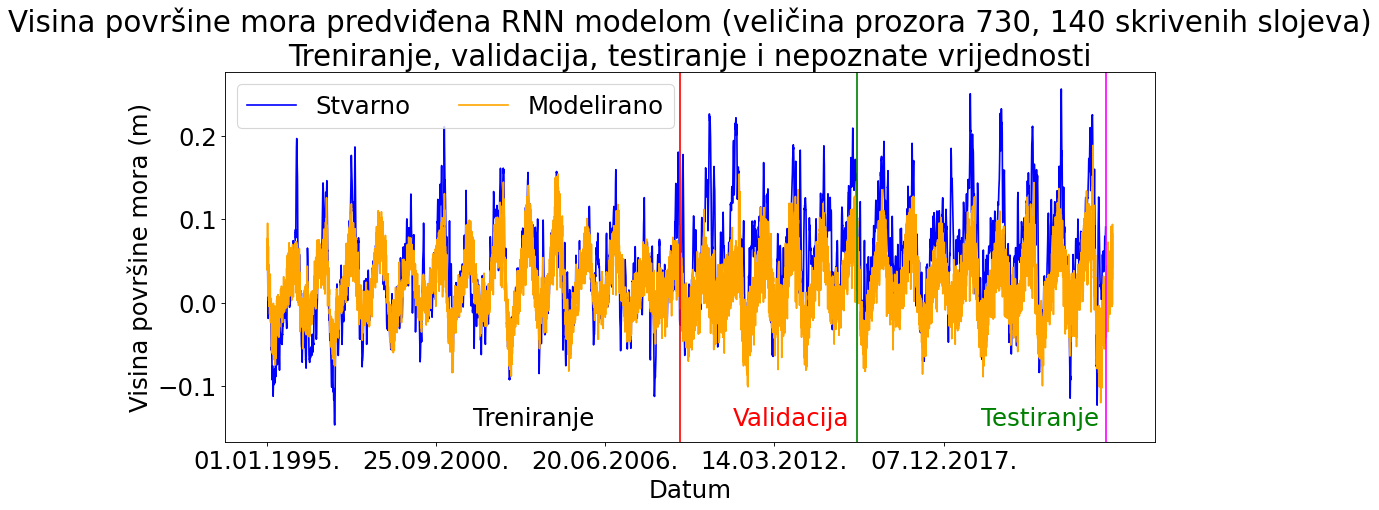 Visina površine mora predviđena RNN modelom (veličina prozora 730, 140 skrivenih slojeva)
Treniranje, validacija, testiranje i nepoznate vrijednosti
Stvarno Modelirano
Visina površine mora (m)
0.2
0.1
0.0
−0.1
Treniranje Validacija Testiranje
01.01.1995. 25.09.2000. 20.06.2006. 14.03.2012. 07.12.2017.
Datum